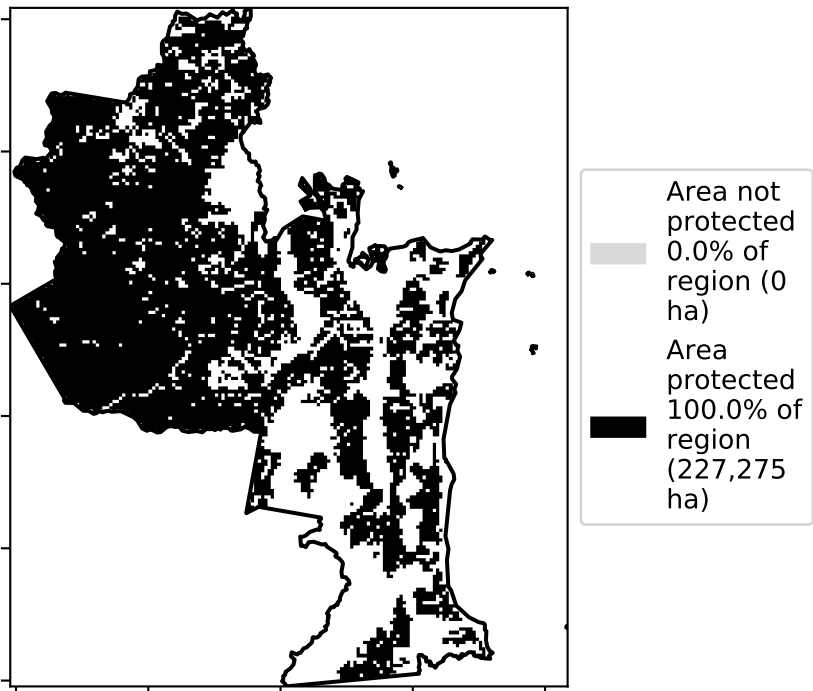 Area not
protected
0.0% of
region (0
ha)
Area
protected
100.0% of
region
(227,275
ha)